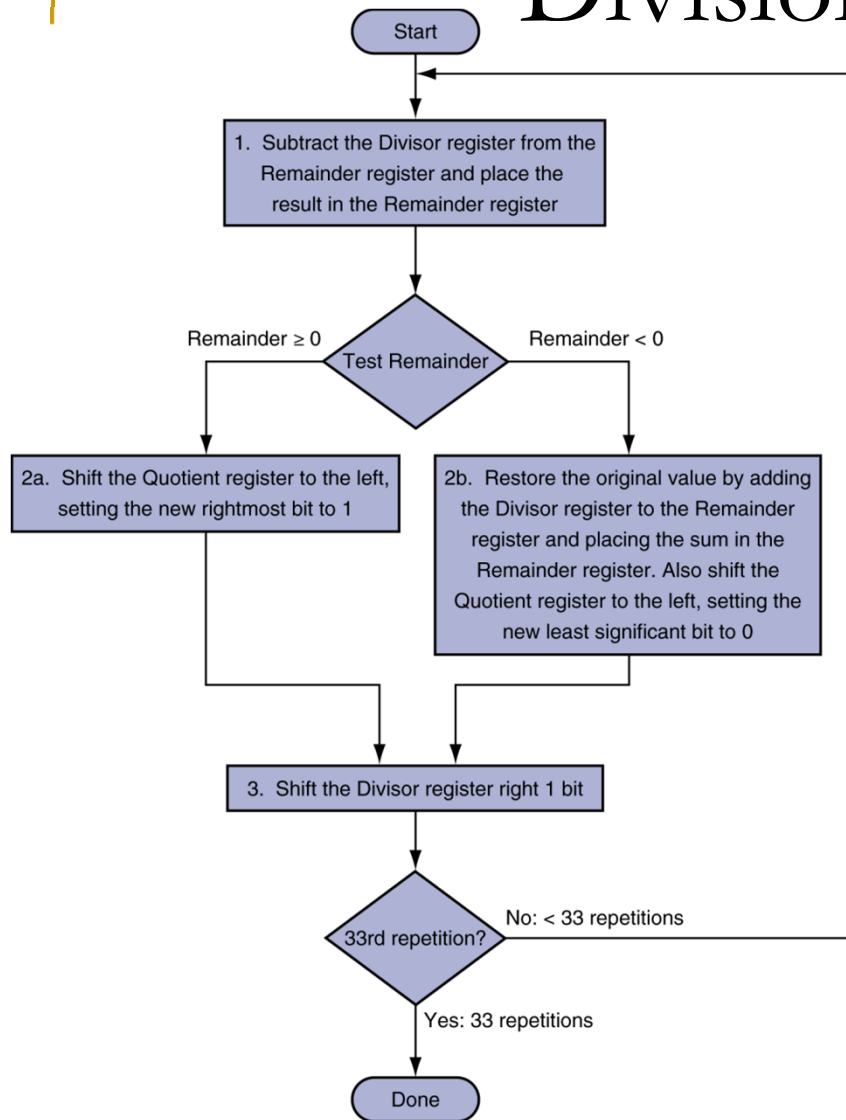 Division
Start
1. Subtract the Divisor register from the
Remainder register and place the
result in the Remainder register
Remainder ≥ 0
Remainder < 0
Test Remainder
2a. Shift the Quotient register to the left,
setting the new rightmost bit to 1
2b. Restore the original value by adding
the Divisor register to the Remainder
register and placing the sum in the
Remainder register. Also shift the
Quotient register to the left, setting the
new least significant bit to 0
3. Shift the Divisor register right 1 bit
33rd repetition?
No: < 33 repetitions
Yes: 33 repetitions
Done